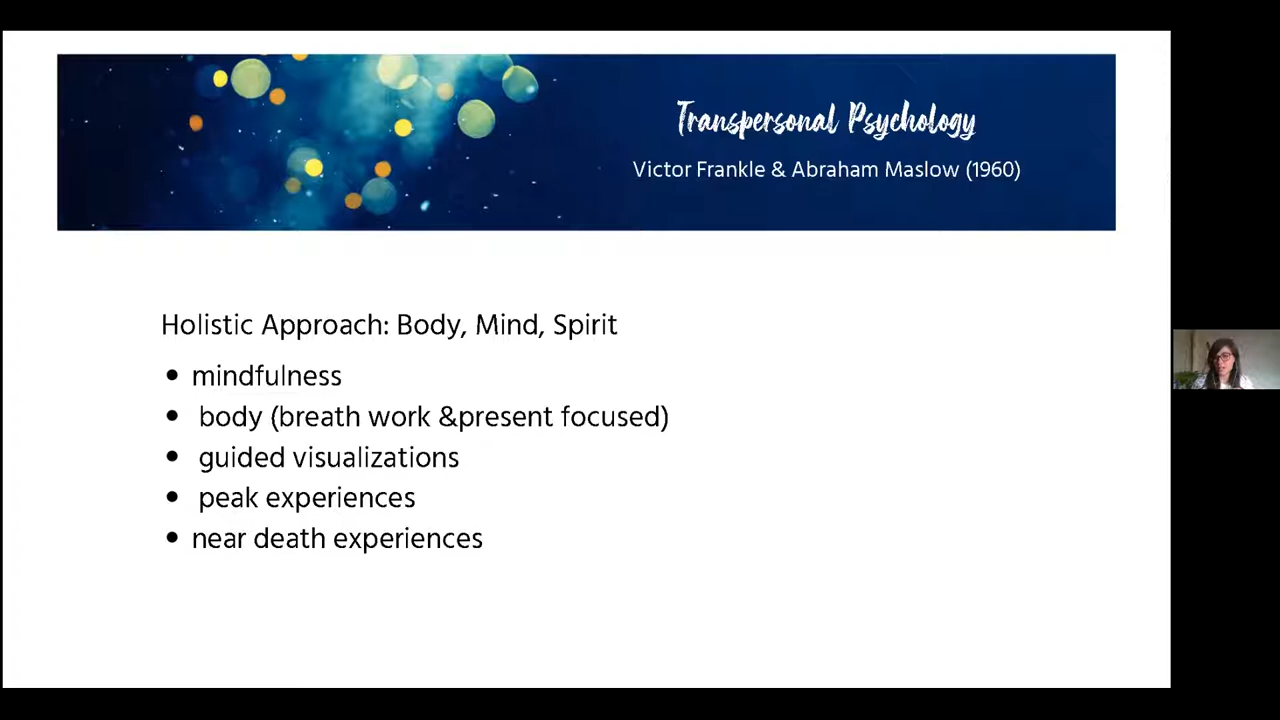 Transpersonal Psychology
Victor Frankle & Abraham Maslow (1960)
Holistic Approach: Body, Mind, Spirit
• mindfulness
• body (breath work &present focused)
• guided visualizations
• peak experiences
• near death experiences